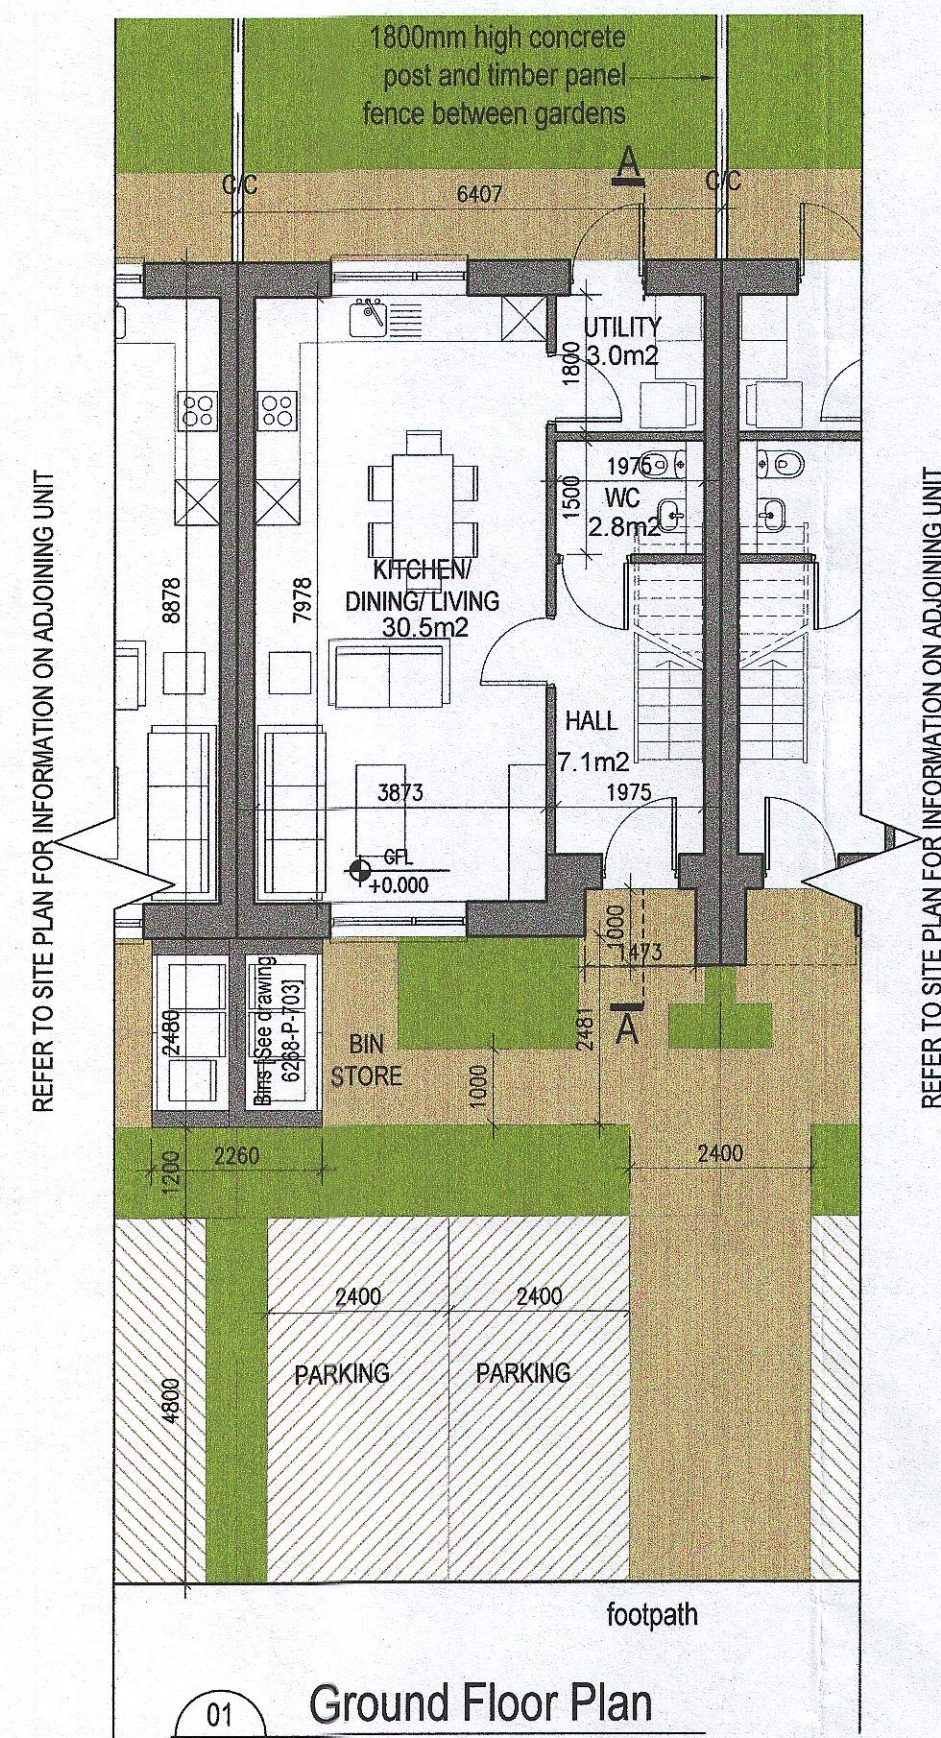 1800mm high concrete
post and timber panel
fence between gardens
A
C/C
C/C
6407
UTILITY
3.0m2
1800
1975
WC
2.8m2
1500
KITCHEN/
DINING/ LIVING
30.5m2
8878
7978
HALL
7.1m2
3873
1975
GFL
+0.000
REFER TO SITE PLAN FOR INFORMATION ON ADJOINING UNIT
REFER TO SITE PLAN FOR INFORMATION ON ADJOINING UNIT
1000
1473
A
2480
Bins [See drawing
6268-P-703]
BIN
STORE
1000
2481
1200
2260
2400
2400
2400
PARKING
PARKING
4800
footpath
01
Ground Floor Plan